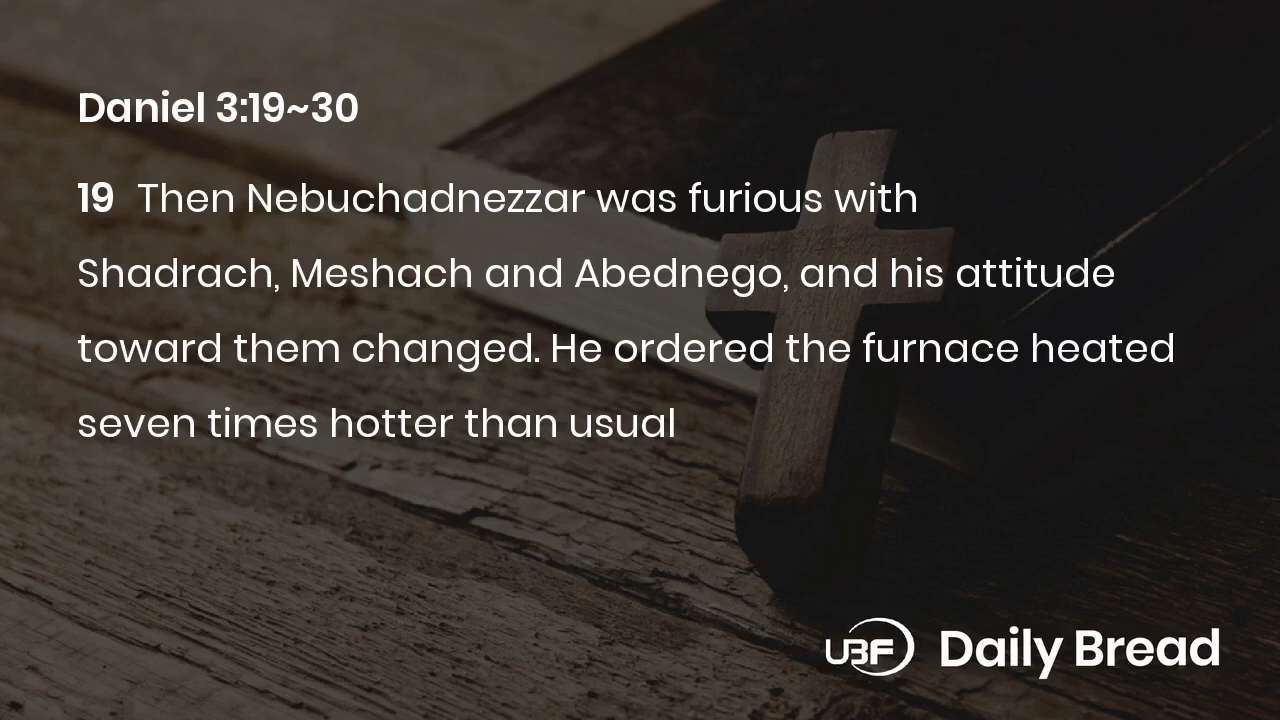 Daniel 3:19~30
19 Then Nebuchadnezzar was furious with
Shadrach, Meshach and Abednego, and his attitude
toward them changed. He ordered the furnace heated
seven times hotter than usual
UBF Daily Bread